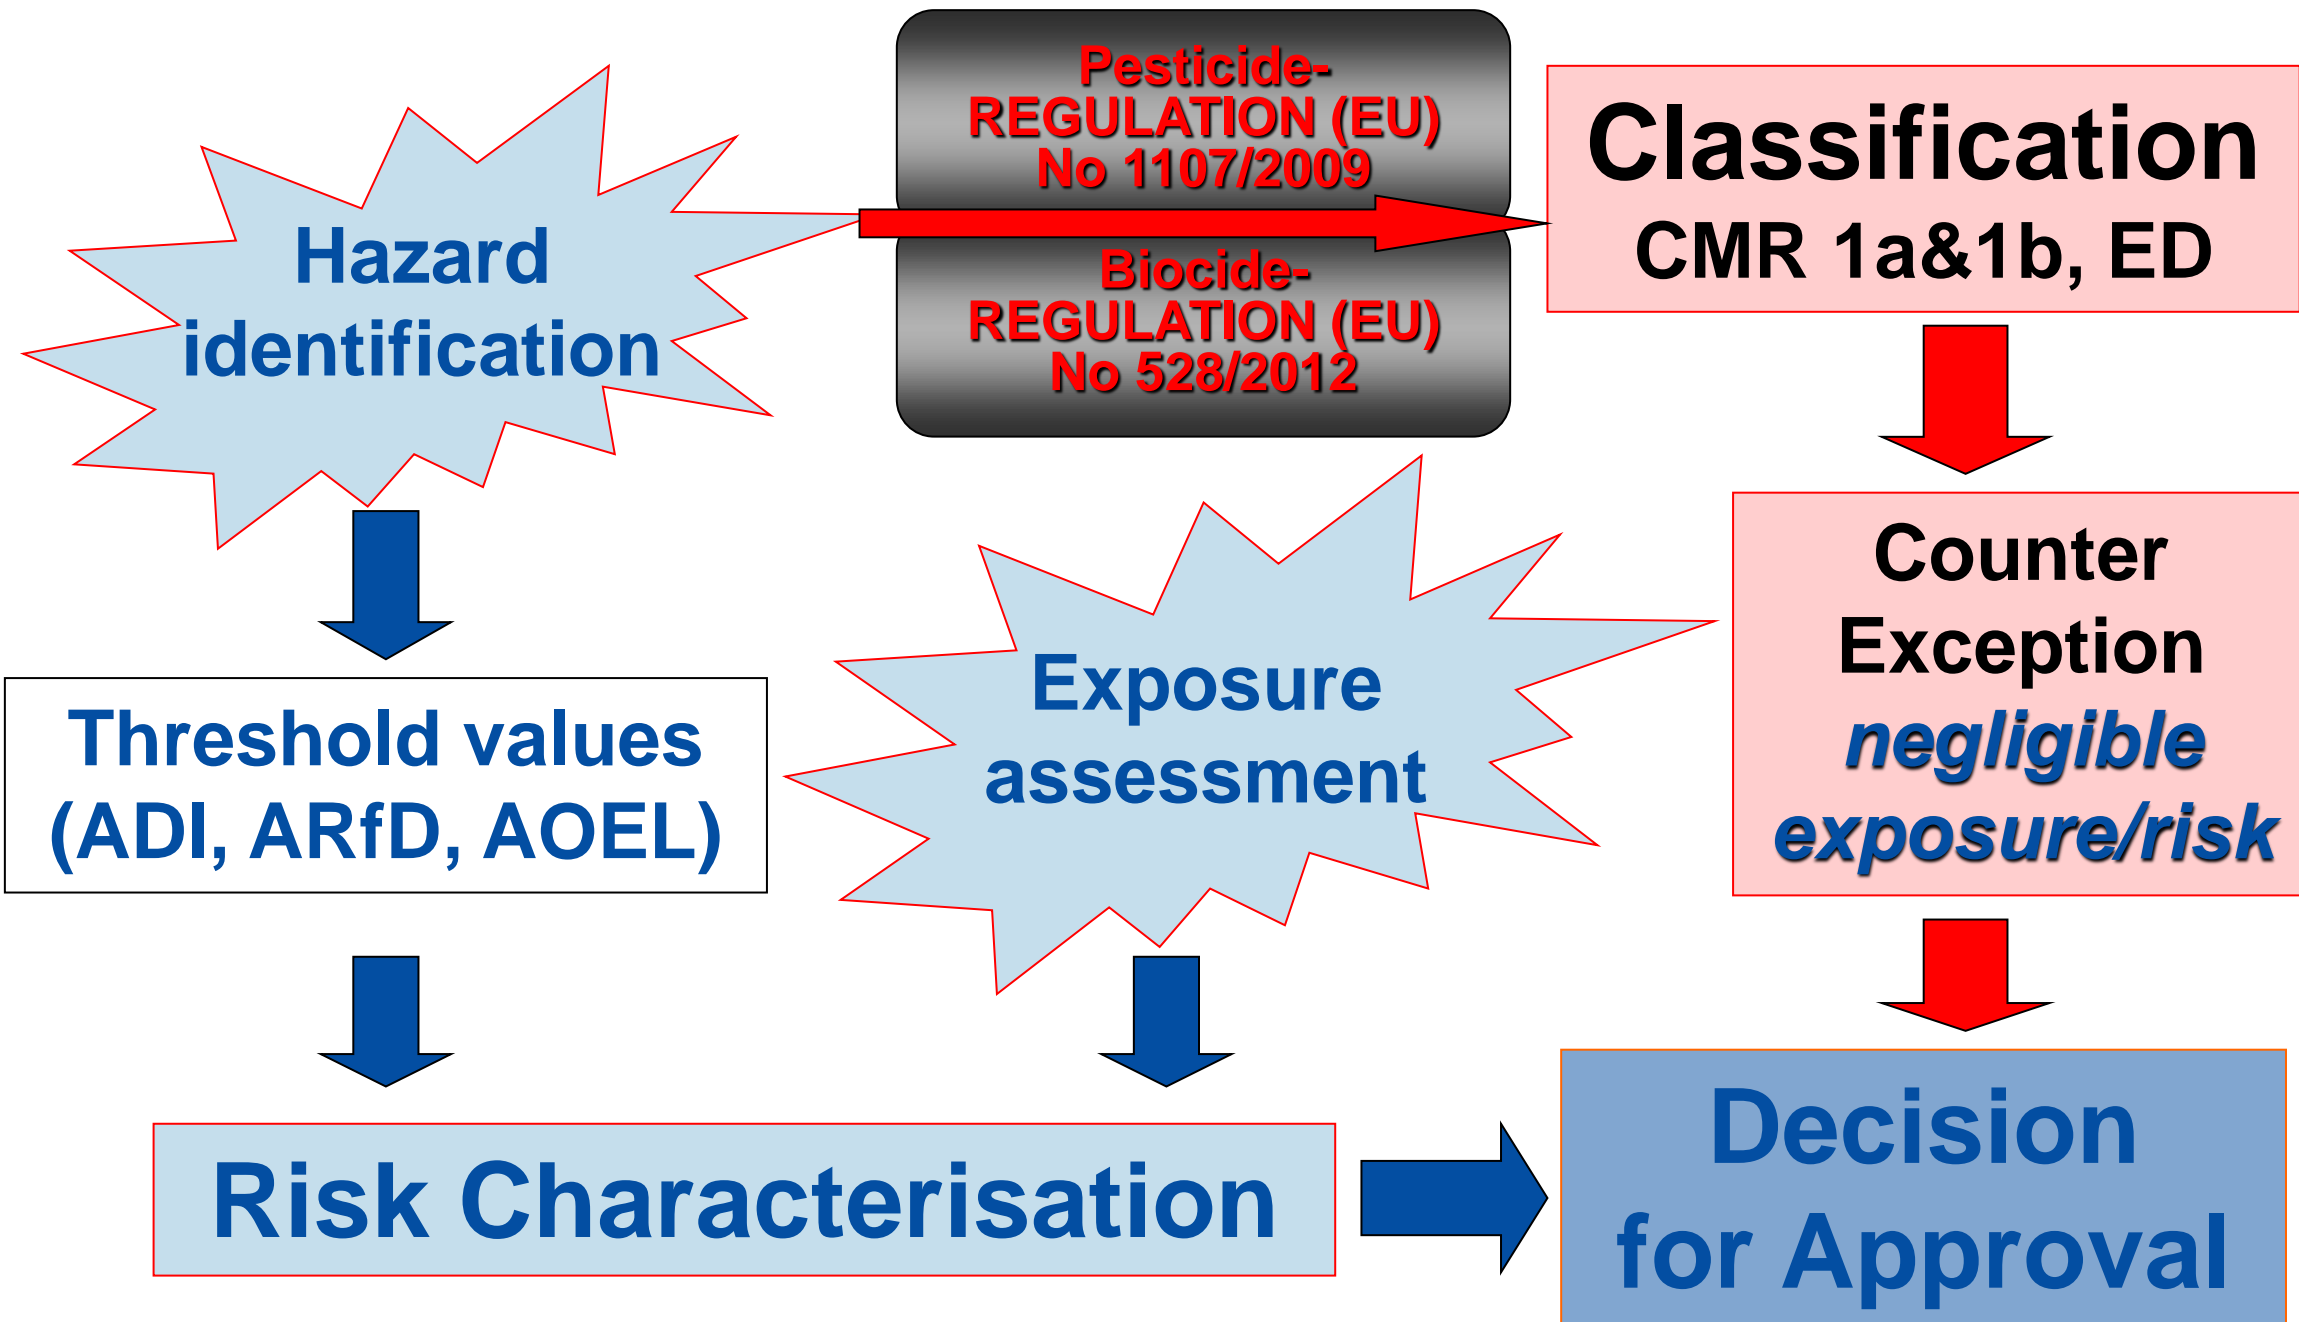 Pesticide-
REGULATION (EU)
No 1107/2009
Classification
CMR 1a&1b, ED
Hazard
identification
Biocide-
REGULATION (EU)
No 528/2012
Counter
Exception
negligible
exposure/risk
Exposure
assessment
Threshold values
(ADI, ARfD, AOEL)
Risk Characterisation
Decision
for Approval